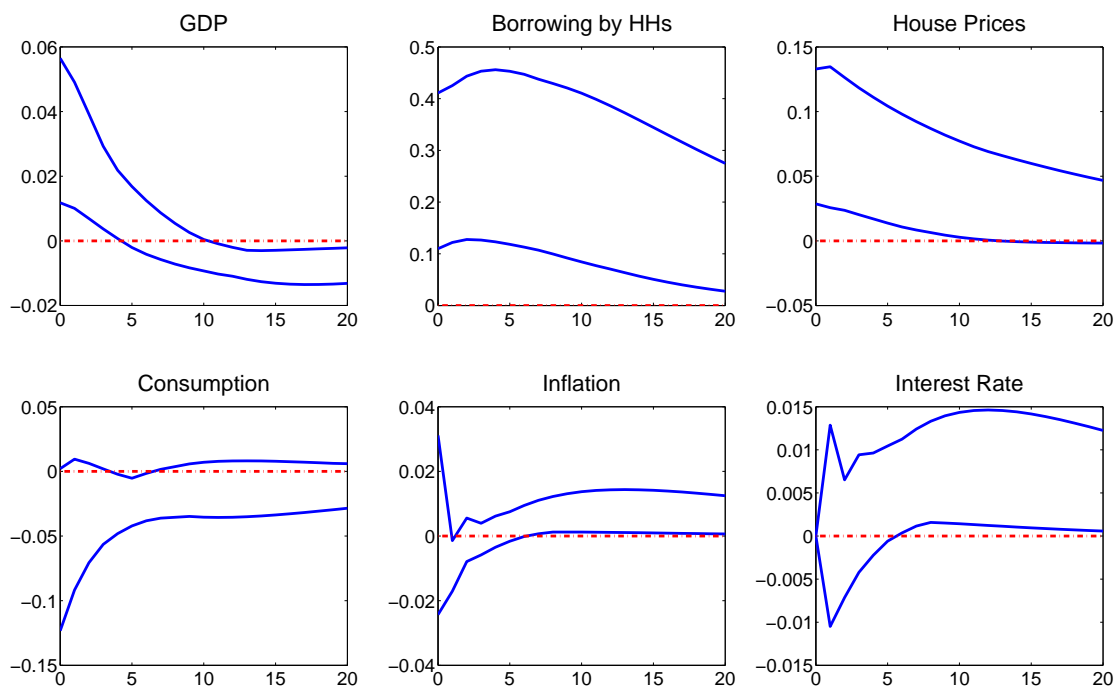 GDP
0.06
0.04
0.02
0
−0.02
0 5 10 15 20
Borrowing by HHs
0.5
0.4
0.3
0.2
0.1
0
0 5 10 15 20
House Prices
0.15
0.1
0.05
0
−0.05
0 5 10 15 20
Consumption
0.05
0
−0.05
−0.1
−0.15
0 5 10 15 20
Inflation
0.04
0.02
0
−0.02
−0.04
0 5 10 15 20
Interest Rate
0.015
0.01
0.005
0
−0.005
−0.01
−0.015
0 5 10 15 20